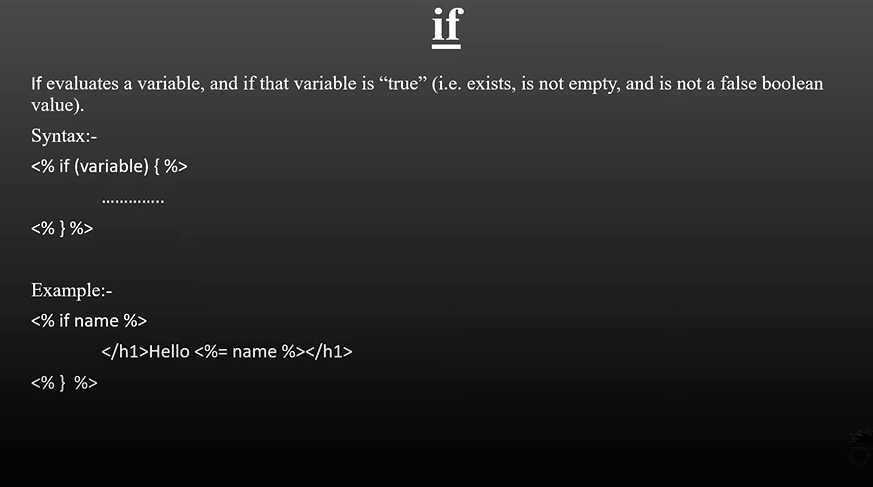 if
If evaluates a variable, and if that variable is “true” (i.e. exists, is not empty, and is not a false boolean
value).
Syntax:-
<% if (variable) { %>
..............
<% } %>
Example:-
<% if name %>
</h1>Hello <%= name %></h1>
<% }  %>